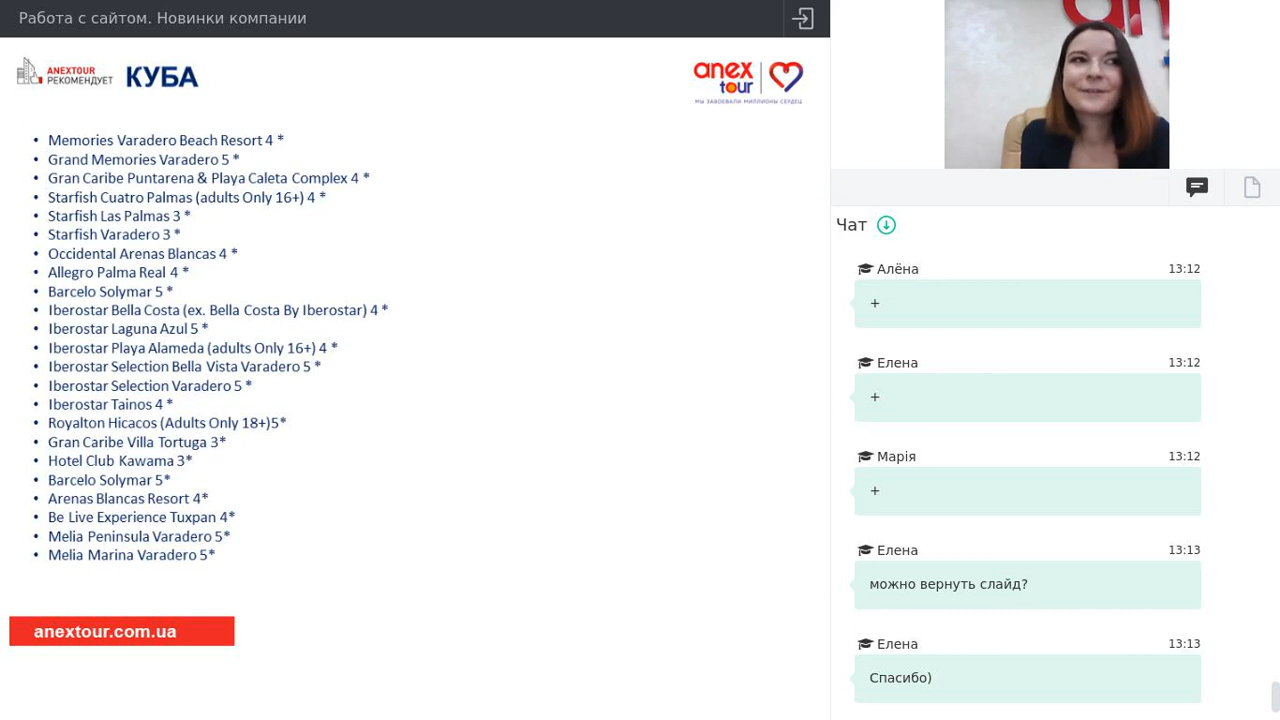 Работа с сайтом. Новинки компании
ANEXTOUR
РЕКОМЕНДУЕТ
КУБА
anex
tour
МЫ ЗАВОЕВАЛИ МИЛЛИОНЫ СЕРДЕЦ
• Memories Varadero Beach Resort 4 *
• Grand Memories Varadero 5 *
• Gran Caribe Puntarena & Playa Caleta Complex 4 *
• Starfish Cuatro Palmas (adults Only 16+) 4 *
• Starfish Las Palmas 3 *
• Starfish Varadero 3 *
• Occidental Arenas Blancas 4 *
• Allegro Palma Real 4 *
• Barcelo Solymar 5 *
• Iberostar Bella Costa (ex. Bella Costa By Iberostar) 4 *
• Iberostar Laguna Azul 5 *
• Iberostar Playa Alameda (adults Only 16+) 4 *
• Iberostar Selection Bella Vista Varadero 5 *
• Iberostar Selection Varadero 5 *
• Iberostar Tainos 4 *
• Royalton Hicacos (Adults Only 18+)5*
• Gran Caribe Villa Tortuga 3*
• Hotel Club Kawama 3*
• Barcelo Solymar 5*
• Arenas Blancas Resort 4*
• Be Live Experience Tuxpan 4*
• Melia Peninsula Varadero 5*
• Melia Marina Varadero 5*
anextour.com.ua
Чат
Алёна 13:12
+
Елена 13:12
+
Марія 13:12
+
Елена 13:13
можно вернуть слайд?
Елена 13:13
Спасибо)